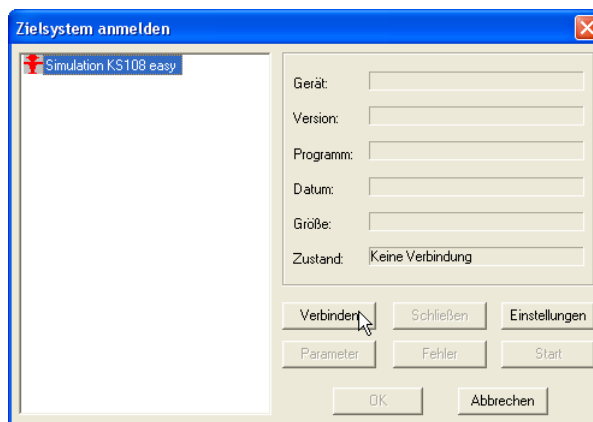 Zielsystem anmelden
Simulation KS108 easy
Gerät:
Version:
Programm:
Datum:
Größe:
Zustand: Keine Verbindung
Verbinden Schließen Einstellungen
Parameter Fehler Start
OK Abbrechen